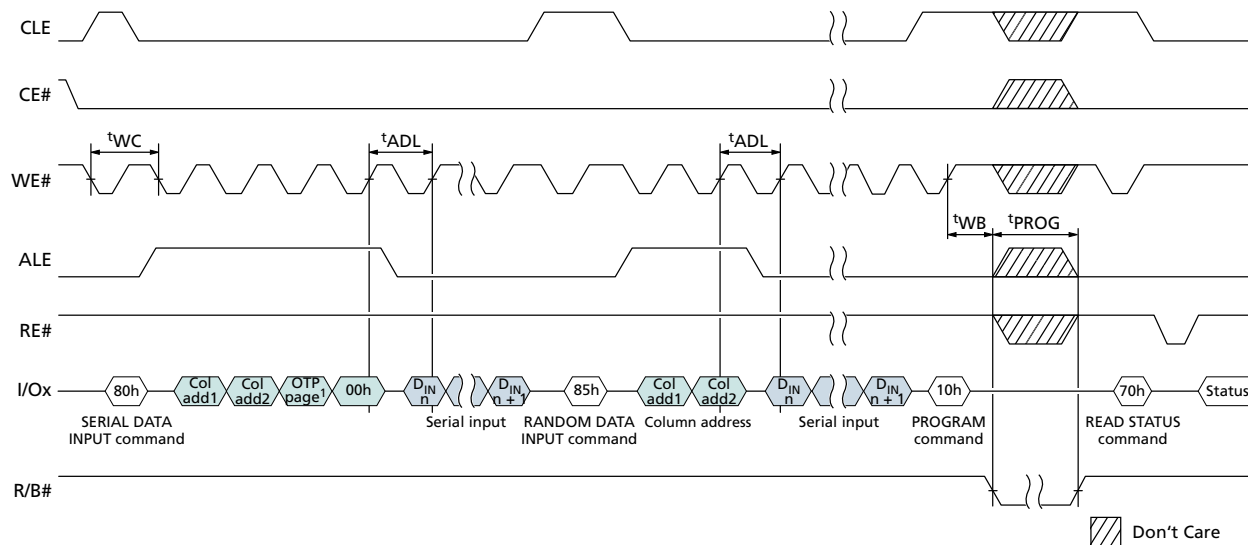 CLE
CE#
tWC
tADL
tADL
WE#
tWB
tPROG
ALE
RE#
I/Ox
80h
Col
add1
Col
add2
OTP
page1
00h
DIN
n
DIN
n + 1
85h
Col
add1
Col
add2
DIN
n
DIN
n + 1
10h
70h
Status
SERIAL DATA
INPUT command
Serial input
RANDOM DATA
INPUT command
Column address
Serial input
PROGRAM
command
READ STATUS
command
R/B#
Don't Care